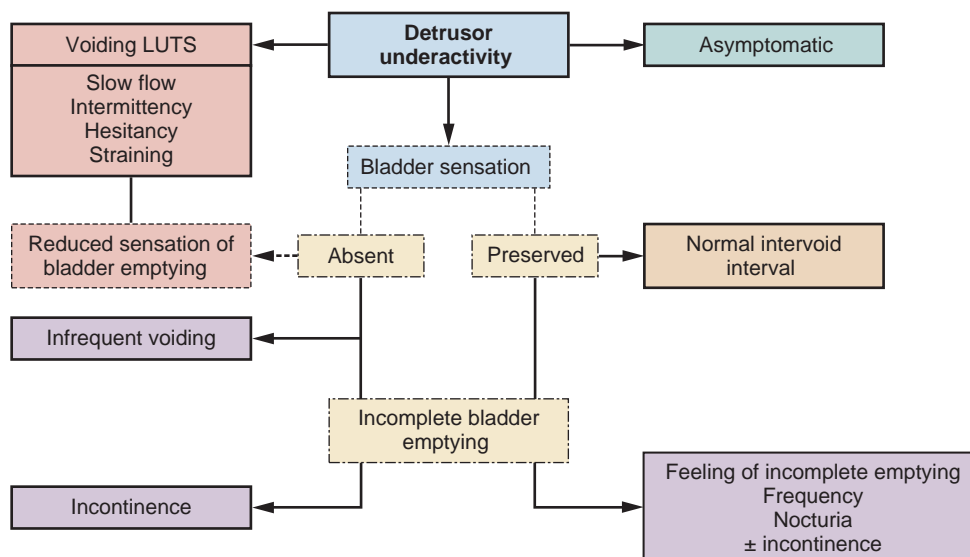 Voiding LUTS
Slow flow
Intermittency
Hesitancy
Straining
Detrusor
underactivity
Asymptomatic
Bladder sensation
Reduced sensation of
bladder emptying
Absent
Preserved
Normal intervoid
interval
Infrequent voiding
Incomplete bladder
emptying
Incontinence
Feeling of incomplete emptying
Frequency
Nocturia
± incontinence